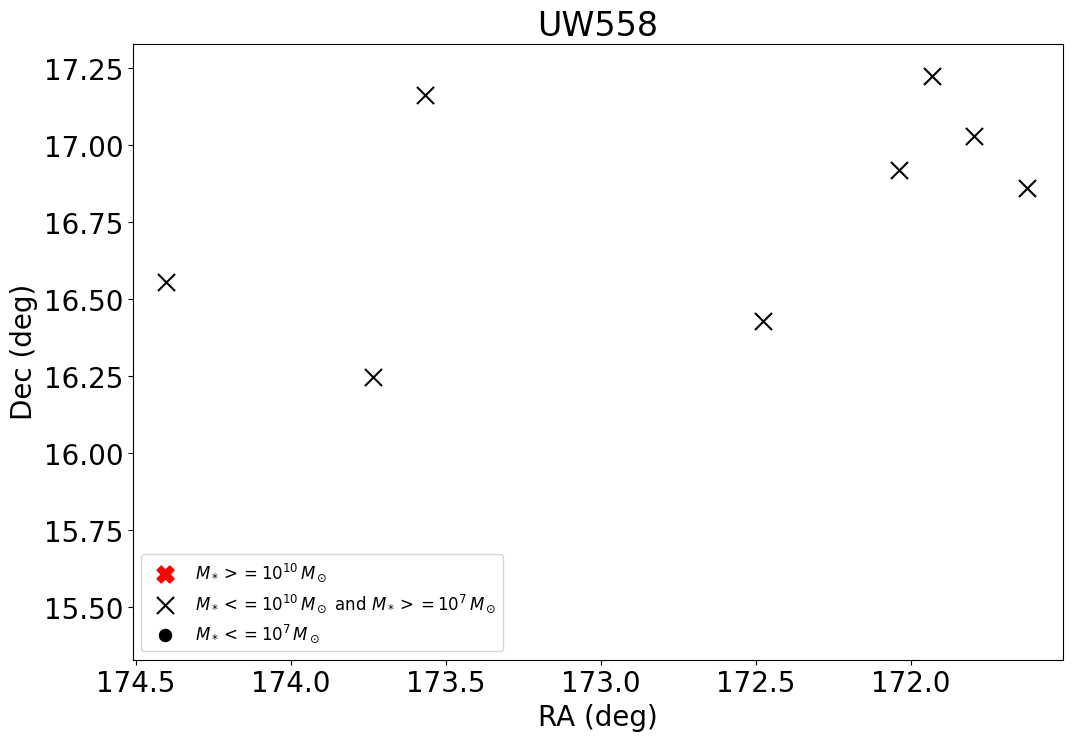 UW558
17.25
17.00
16.75
16.50
16.25
16.00
15.75
15.50
Dec (deg)
M* >= 10^10 M⊙
M* <= 10^10 M⊙ and M* >= 10^7 M⊙
M* <= 10^7 M⊙
174.5 174.0 173.5 173.0 172.5 172.0
RA (deg)